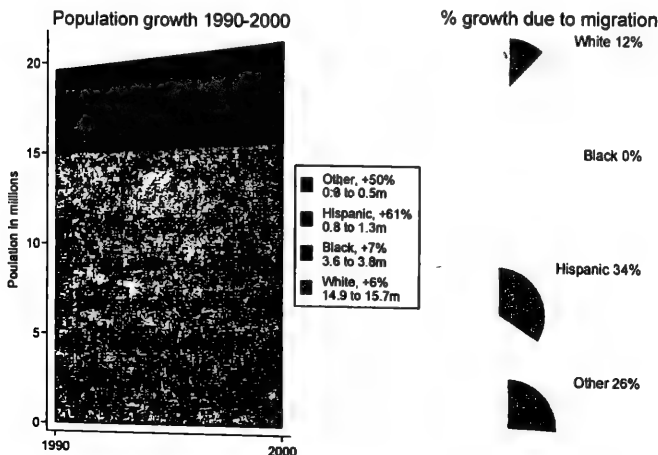 Population growth 1990-2000
20
15
10
5
0
Poulation in millions
1990
2000
Other, +50%
0.3 to 0.5m
Hispanic, +61%
0.8 to 1.3m
Black, +7%
3.6 to 3.8m
White, +6%
14.9 to 15.7m
% growth due to migration
White 12%
Black 0%
Hispanic 34%
Other 26%